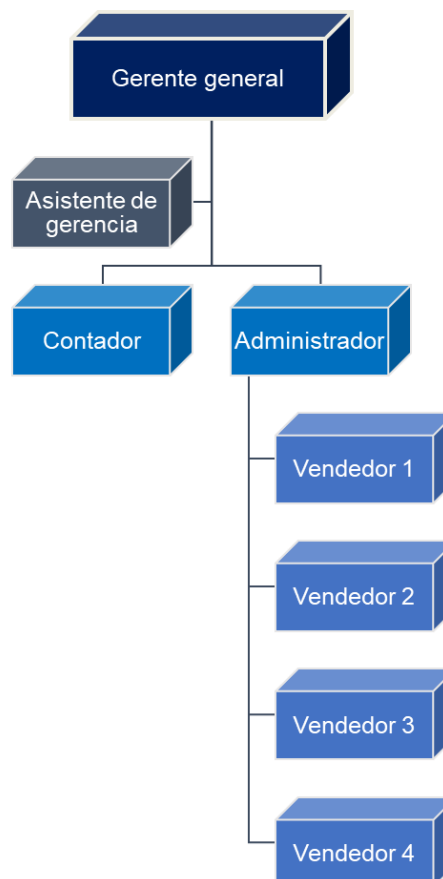 Gerente general
Asistente de
gerencia
Contador
Administrador
Vendedor 1
Vendedor 2
Vendedor 3
Vendedor 4